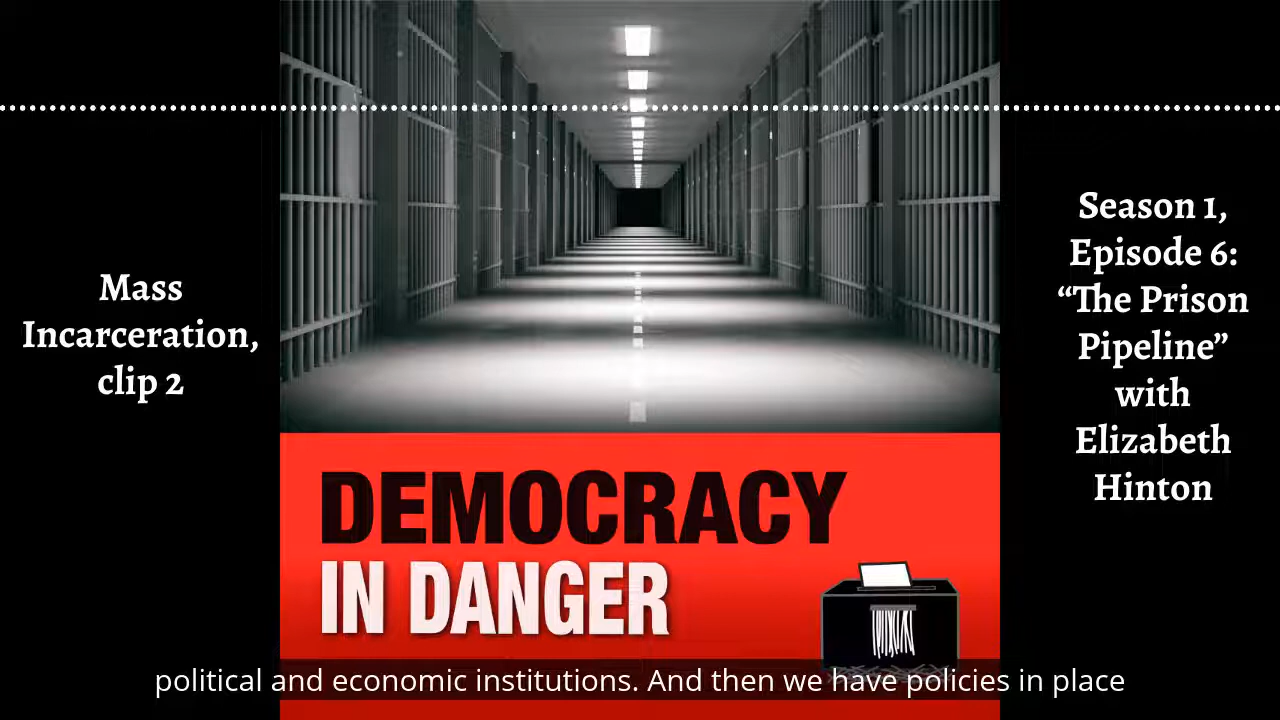 Mass
Incarceration,
clip 2
Season 1,
Episode 6:
“The Prison
Pipeline”
with
Elizabeth
Hinton
DEMOCRACY
IN DANGER
political and economic institutions. And then we have policies in place